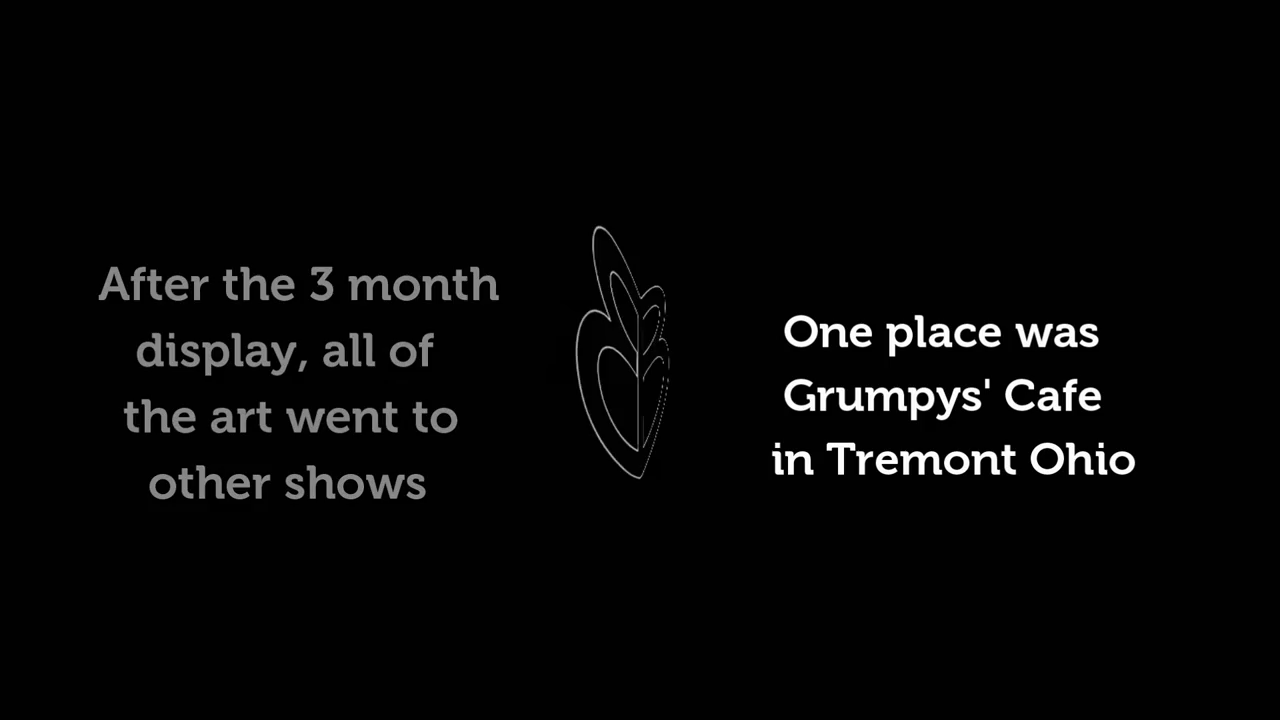 After the 3 month
display, all of
the art went to
other shows
One place was
Grumpys' Cafe
in Tremont Ohio